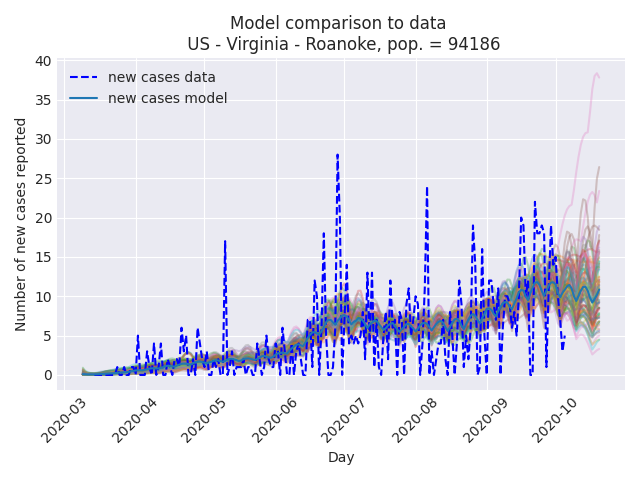 Model comparison to data
US - Virginia - Roanoke, pop. = 94186
new cases data
new cases model
Number of new cases reported
40
35
30
25
20
15
10
5
0
2020-03
2020-04
2020-05
2020-06
2020-07
2020-08
2020-09
2020-10
Day